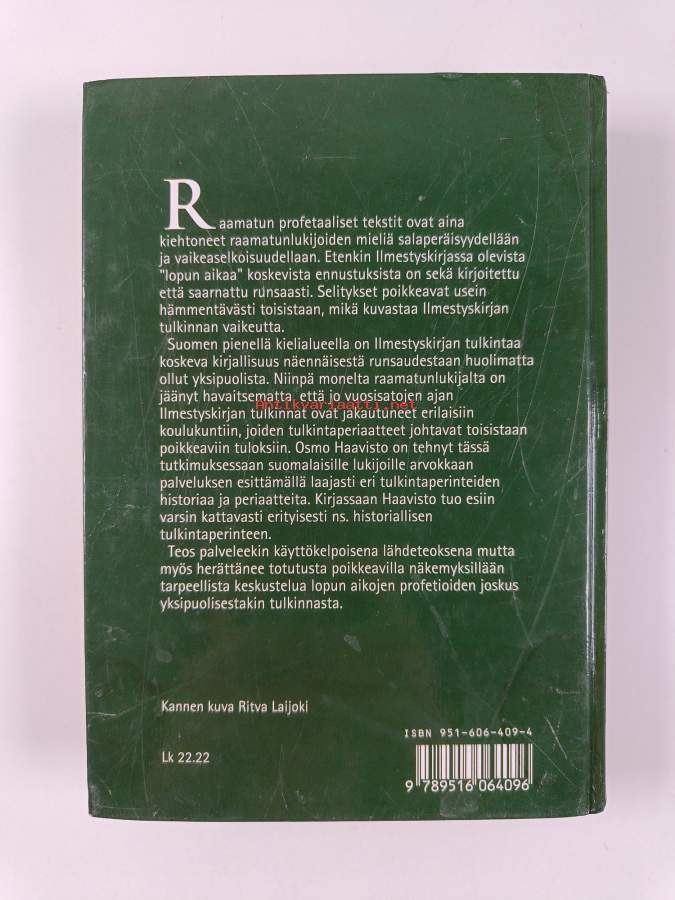 Raamatun profetaaliset tekstit ovat aina
kiehtoneet raamatunlukijoiden mieliä salaperäisyydellään
ja vaikeaselkoisuudellaan. Etenkin Ilmestyskirjassa olevista
"lopun aikaa" koskevista ennustuksista on sekä kirjoitettu
että saarnattu runsaasti. Selitykset poikkeavat usein
hämmentävästi toisistaan, mikä kuvastaa Ilmestyskirjan
tulkinnan vaikeutta.
Suomen pienellä kielialueella on Ilmestyskirjan tulkintaa
koskeva kirjallisuus näennäisestä runsaudestaan huolimatta
ollut yksipuolista. Niinpä monelta raamatunlukijalta on
jäänyt havaitsematta, että jo vuosisatojen ajan
Antikvariaatti.net
Ilmestyskirjan tulkinnat ovat jakautuneet erilaisiin
koulukuntiin, joiden tulkintaperiaatteet johtavat toisistaan
poikkeaviin tuloksiin. Osmo Haavisto on tehnyt tässä
tutkimuksessaan suomalaisille lukijoille arvokkaan
palveluksen esittämällä laajasti eri tulkintaperinteiden
historiaa ja periaatteita. Kirjassaan Haavisto tuo esiin
varsin kattavasti erityisesti ns. historiallisen
tulkintaperinteen.
Teos palveleekin käyttökelpoisena lähdeteoksena mutta
myös herättänee totutusta poikkeavilla näkemyksillään
tarpeellista keskustelua lopun aikojen profetioiden joskus
yksipuolisestakin tulkinnasta.
Kannen kuva Ritva Laijoki
ISBN 951-606-409-4
Lk 22.22
9 789516 064096